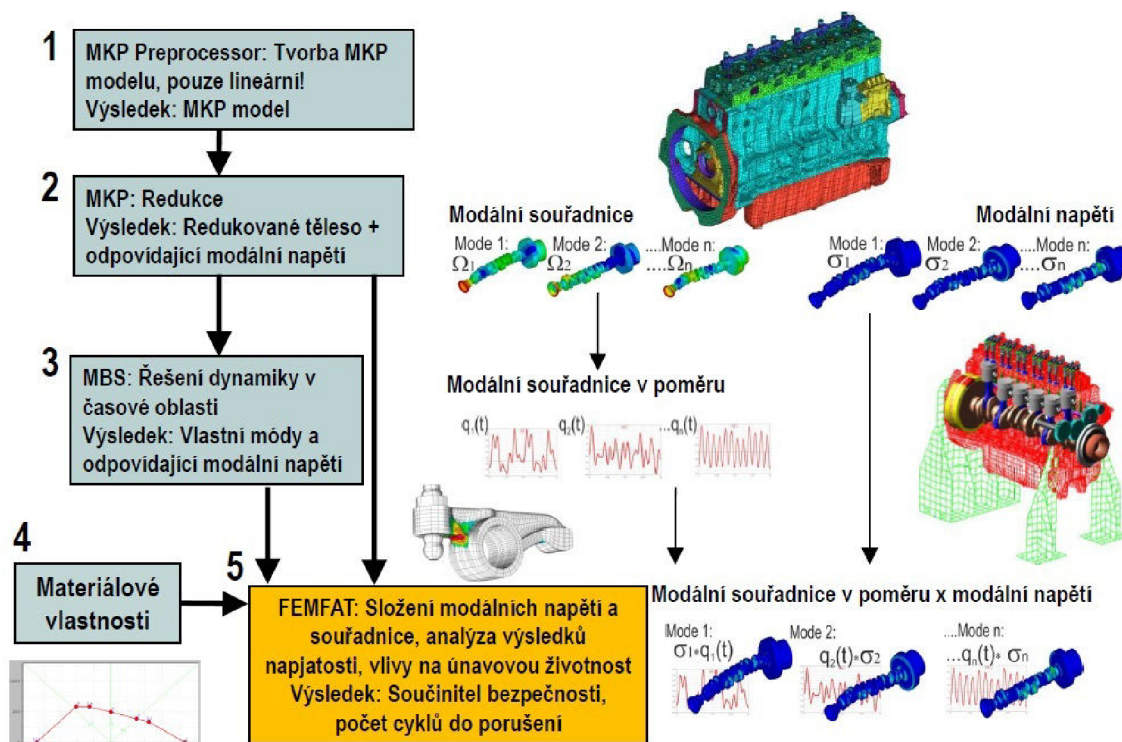 1
MKP Preprocessor: Tvorba MKP
modelu, pouze lineární!
Výsledek: MKP model
2
MKP: Redukce
Výsledek: Redukované těleso +
odpovídající modální napětí
3
MBS: Řešení dynamiky v
časové oblasti
Výsledek: Vlastní módy a
odpovídající modální napětí
4
Materiálové
vlastnosti
5
FEMFAT: Složení modálních napětí a
souřadnice, analýza výsledků
napjatosti, vlivy na únavovou životnost
Výsledek: Součinitel bezpečnosti,
počet cyklů do porušení
Modální souřadnice
Mode 1: Mode 2: ....Mode n:
Ω1 Ω2 ....Ωn
Modální napětí
Mode 1: Mode 2: ....Mode n:
σ1 σ2 ....σn
Modální souřadnice v poměru
q1(t) q2(t) ...qn(t)
Modální souřadnice v poměru x modální napětí
Mode 1: Mode 2: ....Mode n:
σ1*q1(t) q2(t)*σ2 ...qn(t)* σn